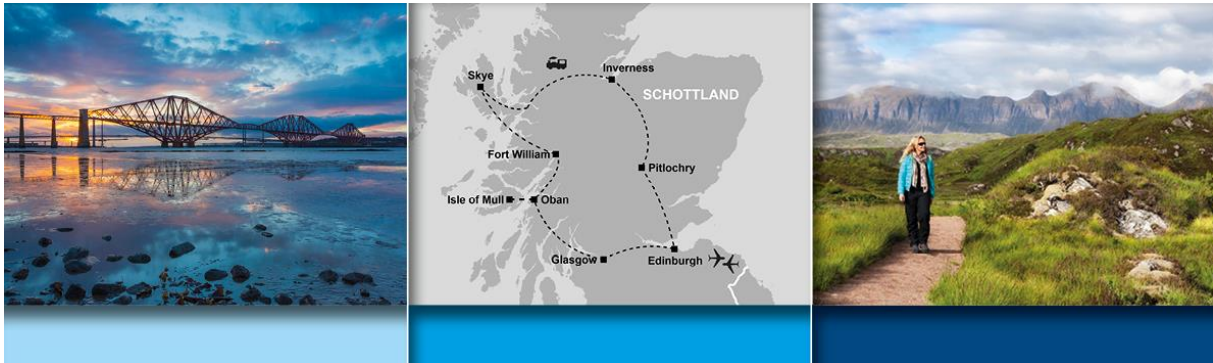 Skye
Inverness
SCHOTTLAND
Fort William
Pitlochry
Isle of Mull
Oban
Glasgow
Edinburgh